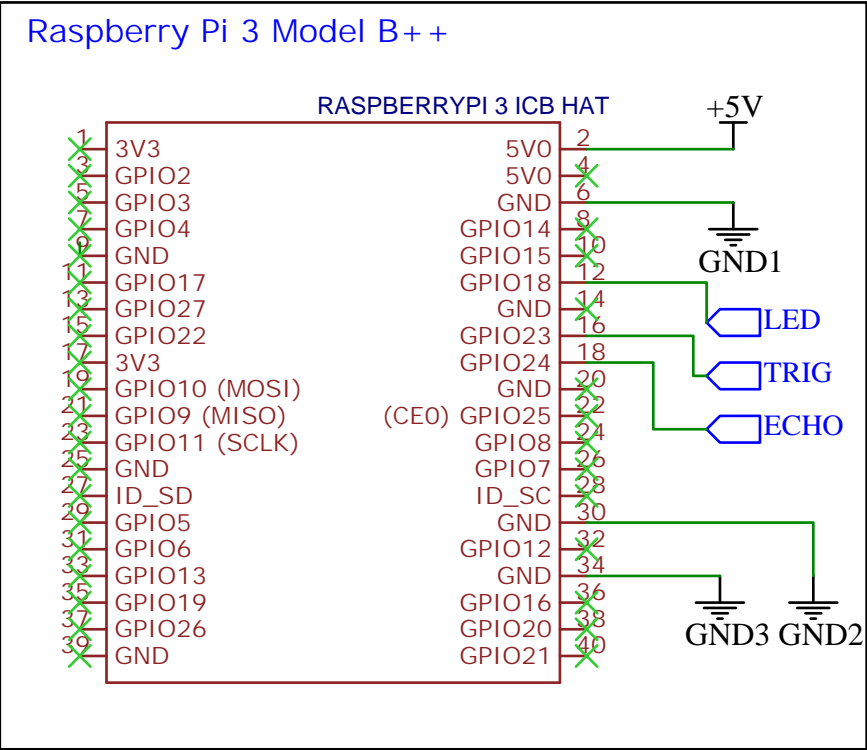 Raspberry Pi 3 Model B++
RASPBERRYPI 3 ICB HAT
+5V
1 3V3 5V0 2
3 GPIO2 5V0 4
5 GPIO3 GND 6
7 GPIO4 GPIO14 8
9 GND GPIO15 10
GND1
11 GPIO17 GPIO18 12
13 GPIO27 GND 14
LED
15 GPIO22 GPIO23 16
17 3V3 GPIO24 18
TRIG
19 GPIO10 (MOSI) GND 20
21 GPIO9 (MISO) (CE0) GPIO25 22
ECHO
23 GPIO11 (SCLK) GPIO8 24
25 GND GPIO7 26
27 ID_SD ID_SC 28
29 GPIO5 GND 30
31 GPIO6 GPIO12 32
33 GPIO13 GND 34
35 GPIO19 GPIO16 36
37 GPIO26 GPIO20 38
GND3 GND2
39 GND GPIO21 40